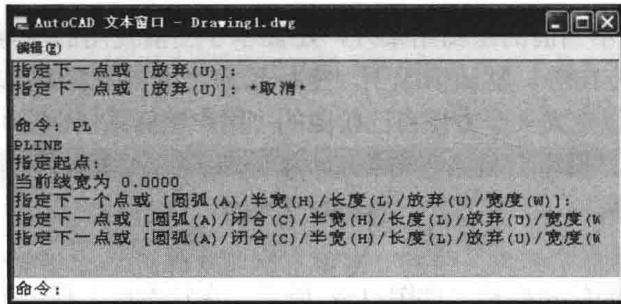 AutoCAD 文本窗口 - Drawing1.dwg
编辑(E)
指定下一点或 [放弃(U)]:
指定下一点或 [放弃(U)]: *取消*
命令: PL
PLINE
指定起点:
当前线宽为 0.0000
指定下一个点或 [圆弧(A)/半宽(H)/长度(L)/放弃(U)/宽度(W)]:
指定下一点或 [圆弧(A)/闭合(C)/半宽(H)/长度(L)/放弃(U)/宽度(W
指定下一点或 [圆弧(A)/闭合(C)/半宽(H)/长度(L)/放弃(U)/宽度(W
命令: